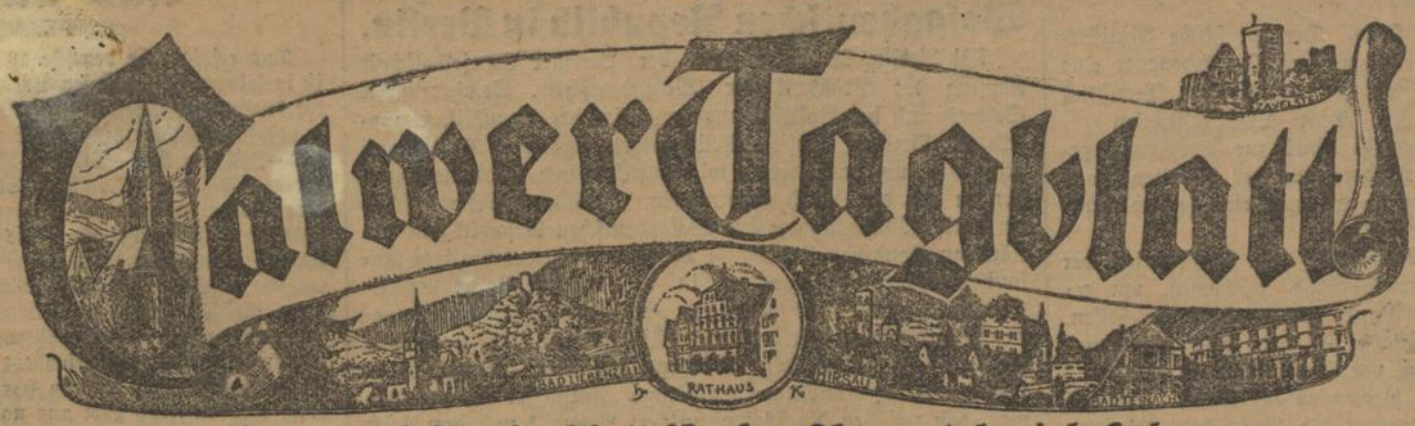 Calwer Tagblatt
ZAVELSTEIN
BAD LIEBENZELL
RATHAUS
HIRSAU
BAD TEINACH